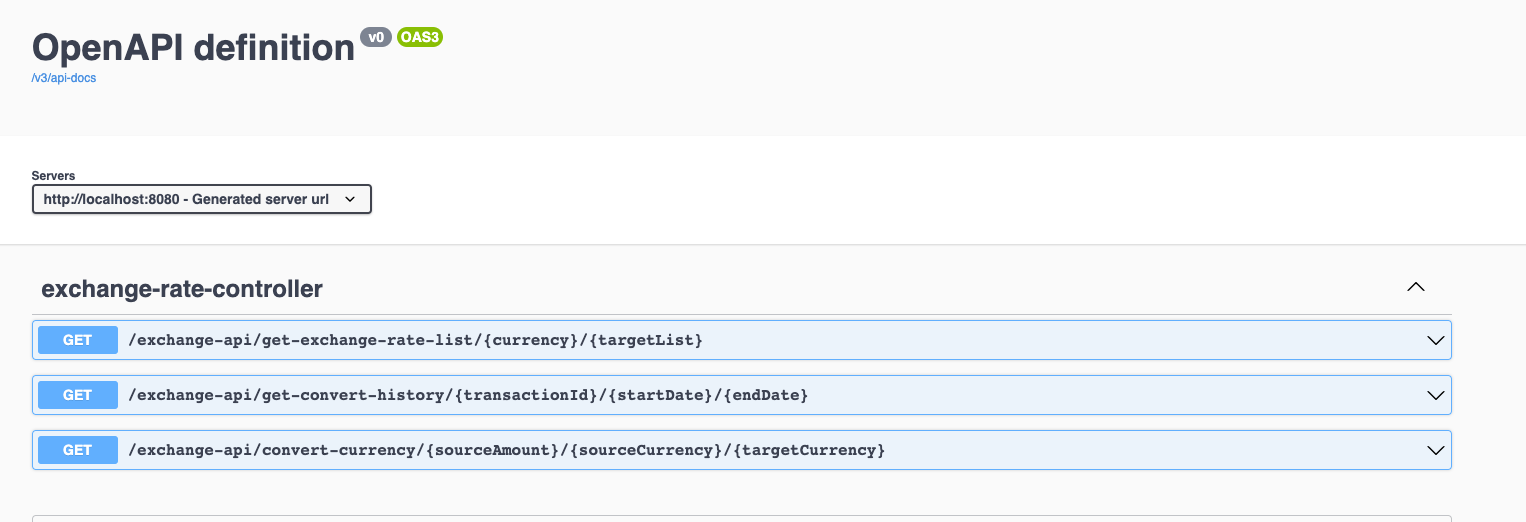 OpenAPI definition v0 OAS3
/v3/api-docs
Servers
http://localhost:8080 - Generated server url
exchange-rate-controller
GET /exchange-api/get-exchange-rate-list/{currency}/{targetList}
GET /exchange-api/get-convert-history/{transactionId}/{startDate}/{endDate}
GET /exchange-api/convert-currency/{sourceAmount}/{sourceCurrency}/{targetCurrency}